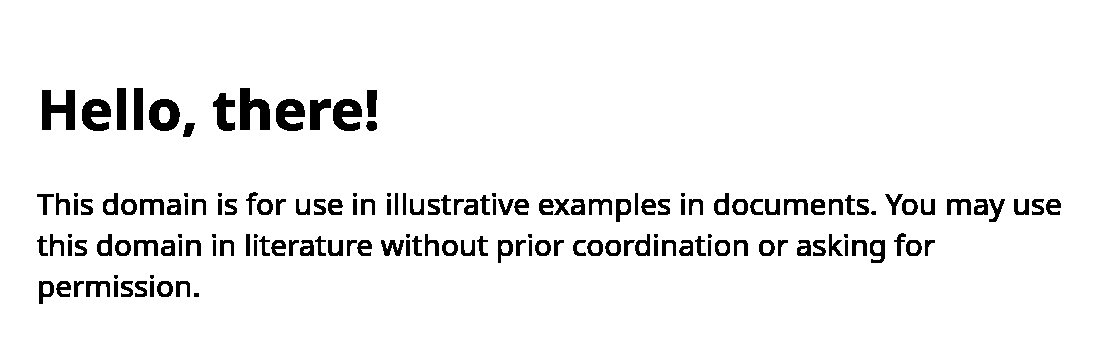 Hello, there!
This domain is for use in illustrative examples in documents. You may use
this domain in literature without prior coordination or asking for
permission.